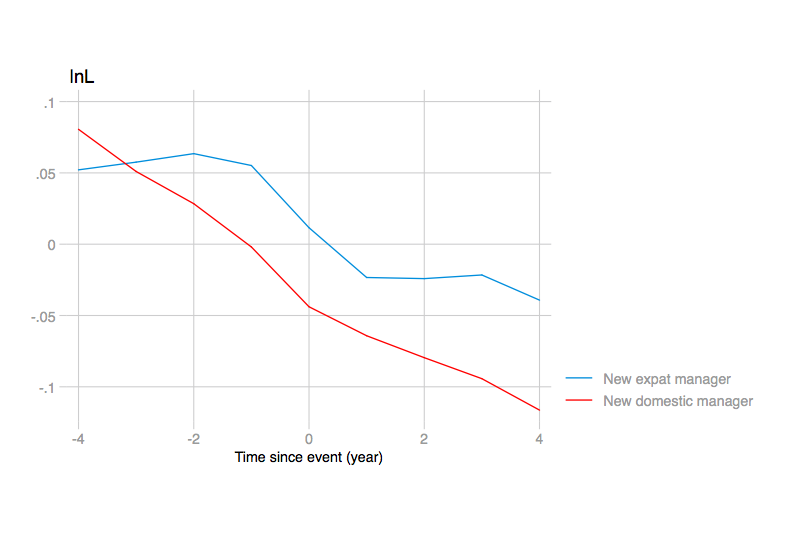 lnL
.1
.05
0
-.05
-.1
-4 -2 0 2 4
Time since event (year)
New expat manager
New domestic manager